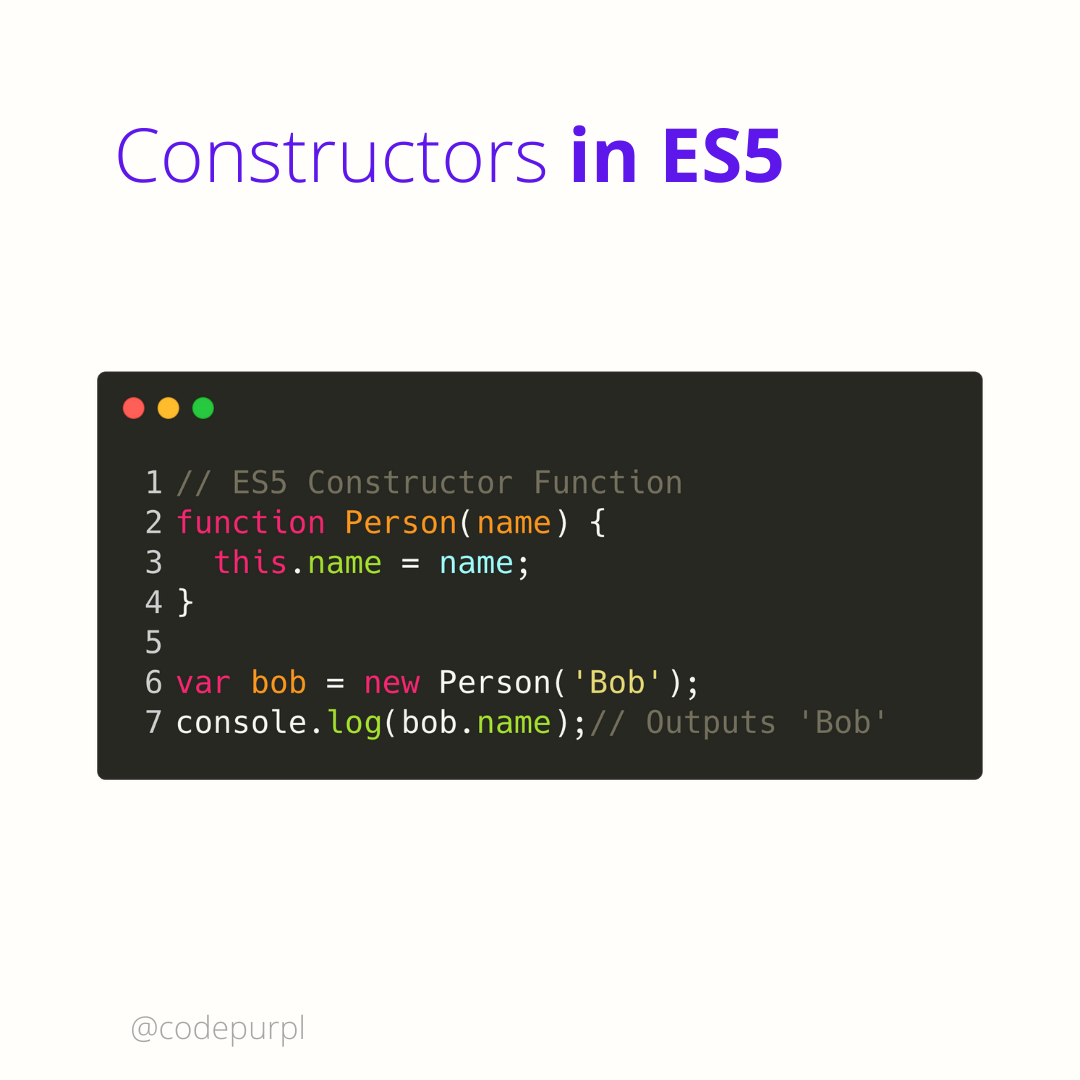 Constructors in ES5
1 // ES5 Constructor Function
2 function Person(name) {
3   this.name = name;
4 }
5
6 var bob = new Person('Bob');
7 console.log(bob.name);// Outputs 'Bob'
@codepurpl